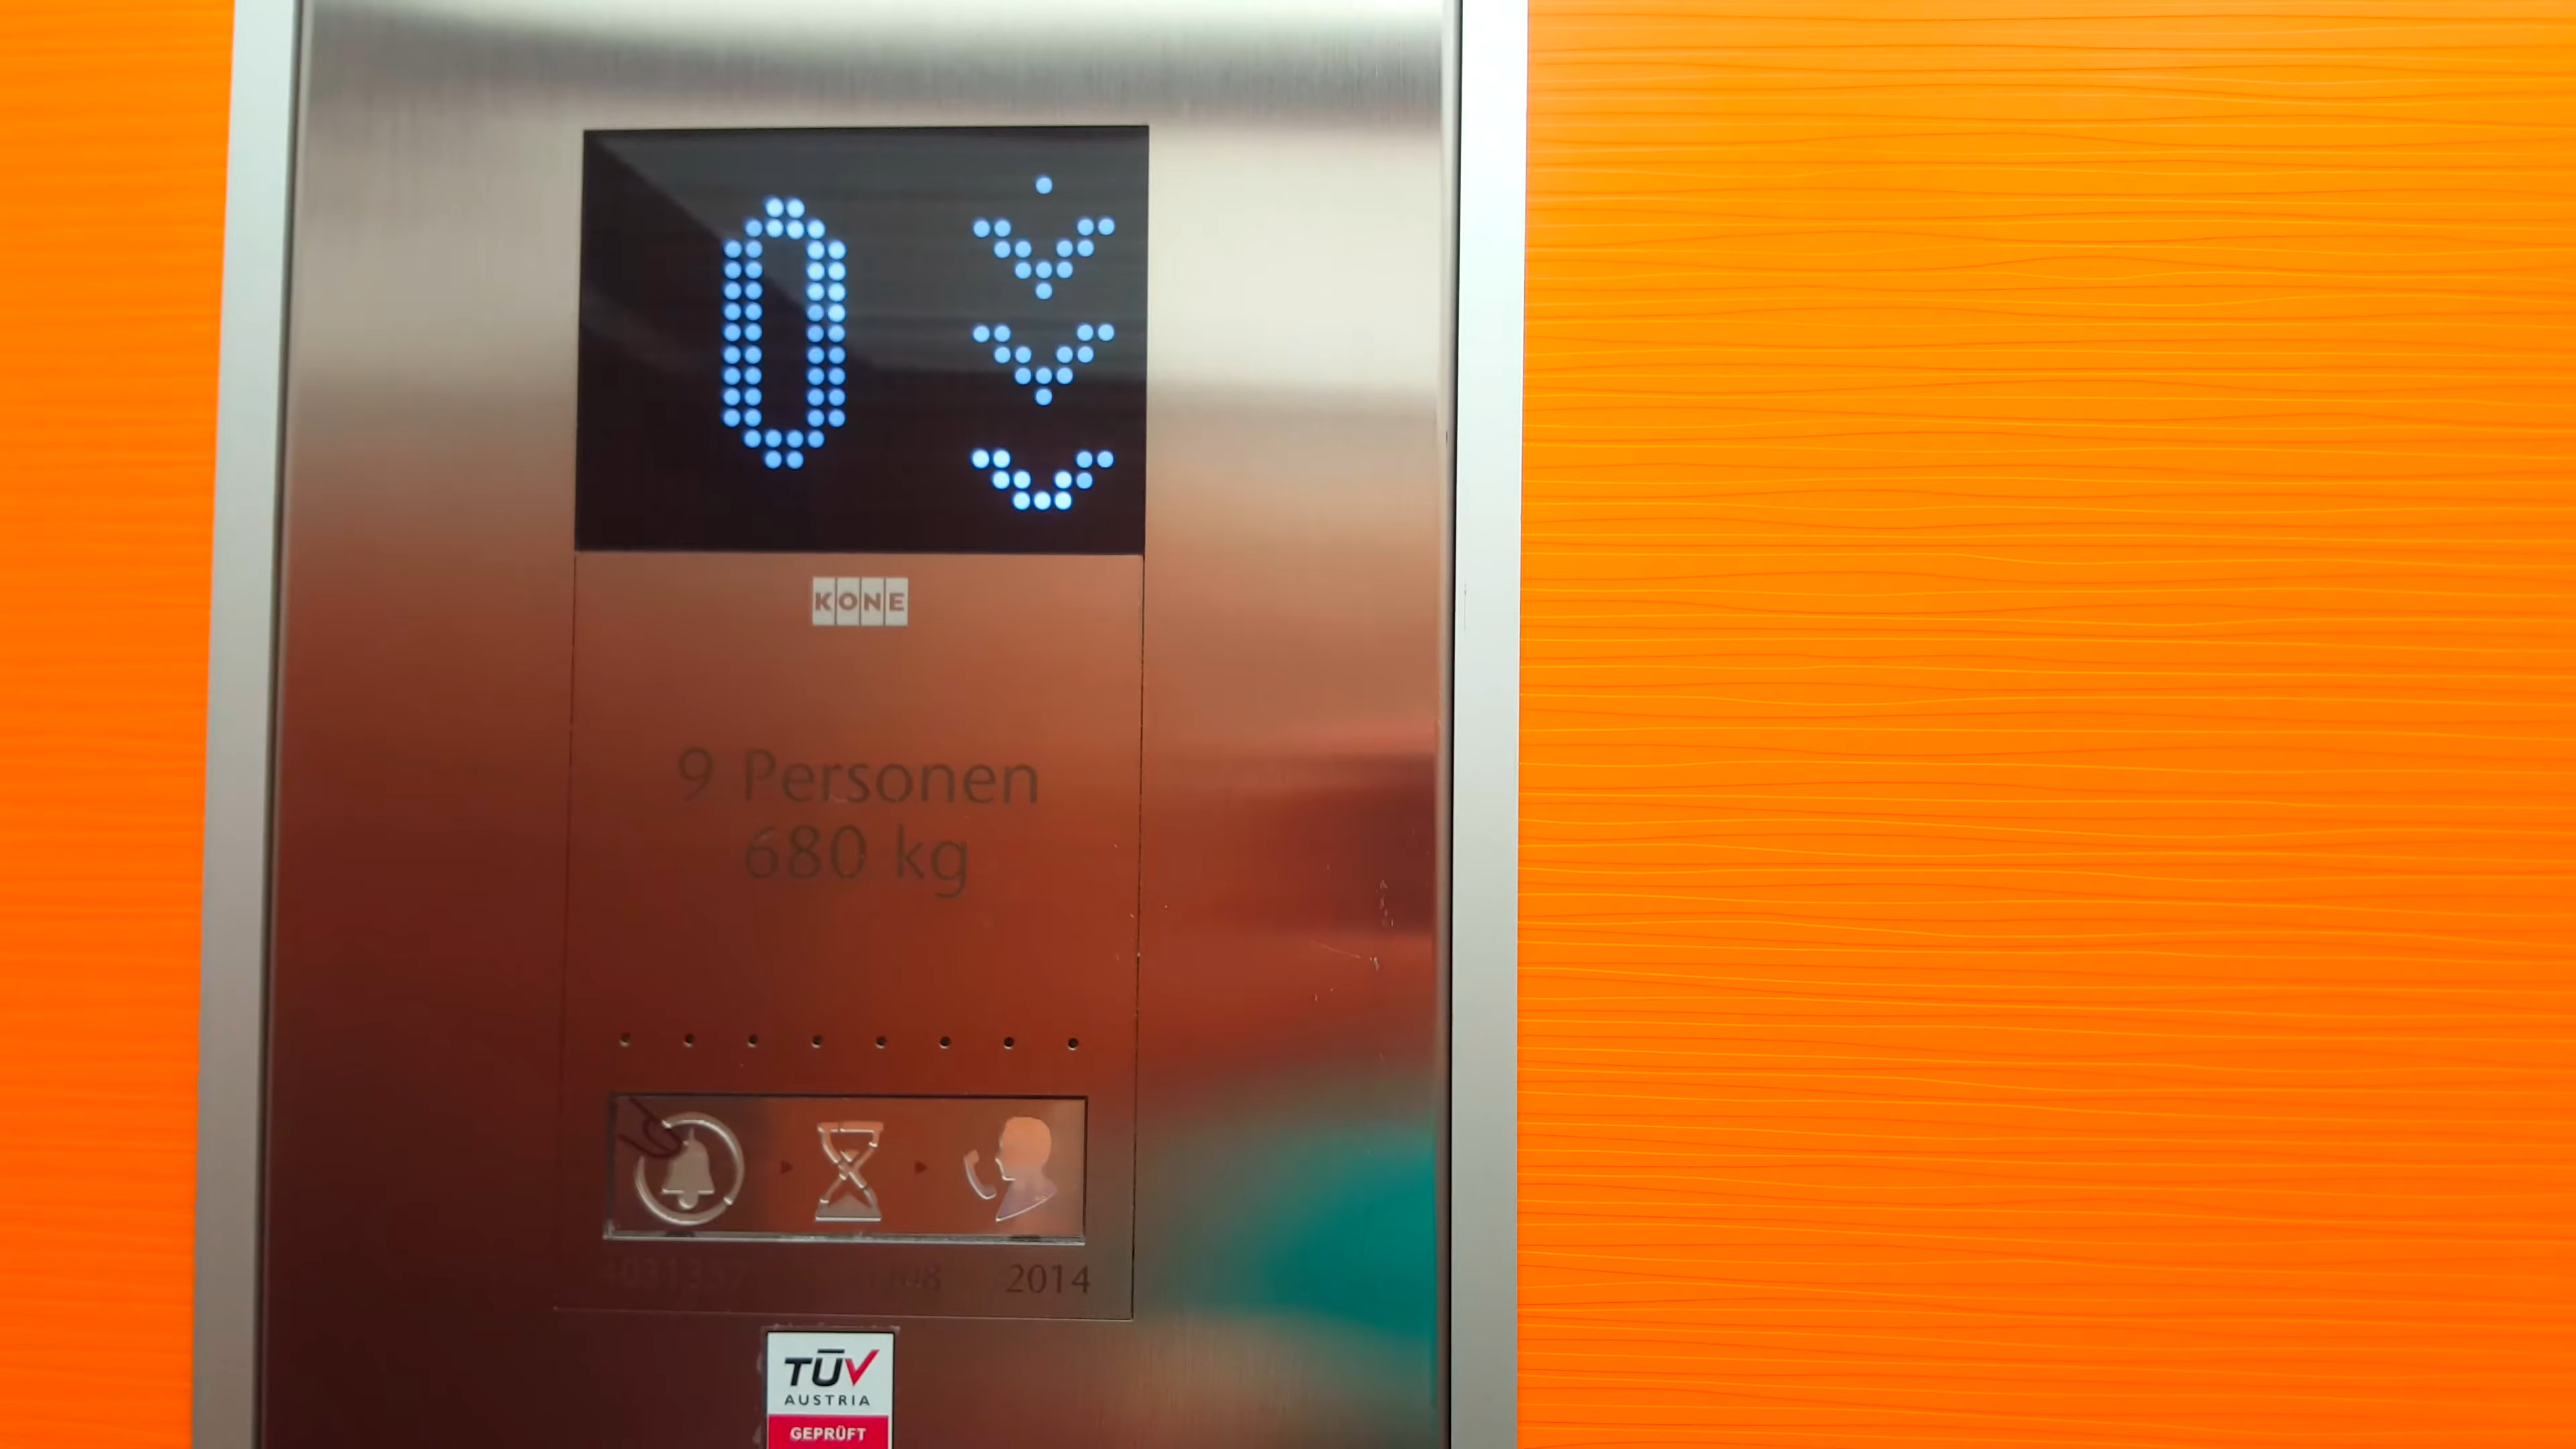 0
KONE
9 Personen
680 kg
2014
TÜV
AUSTRIA
GEPRÜFT